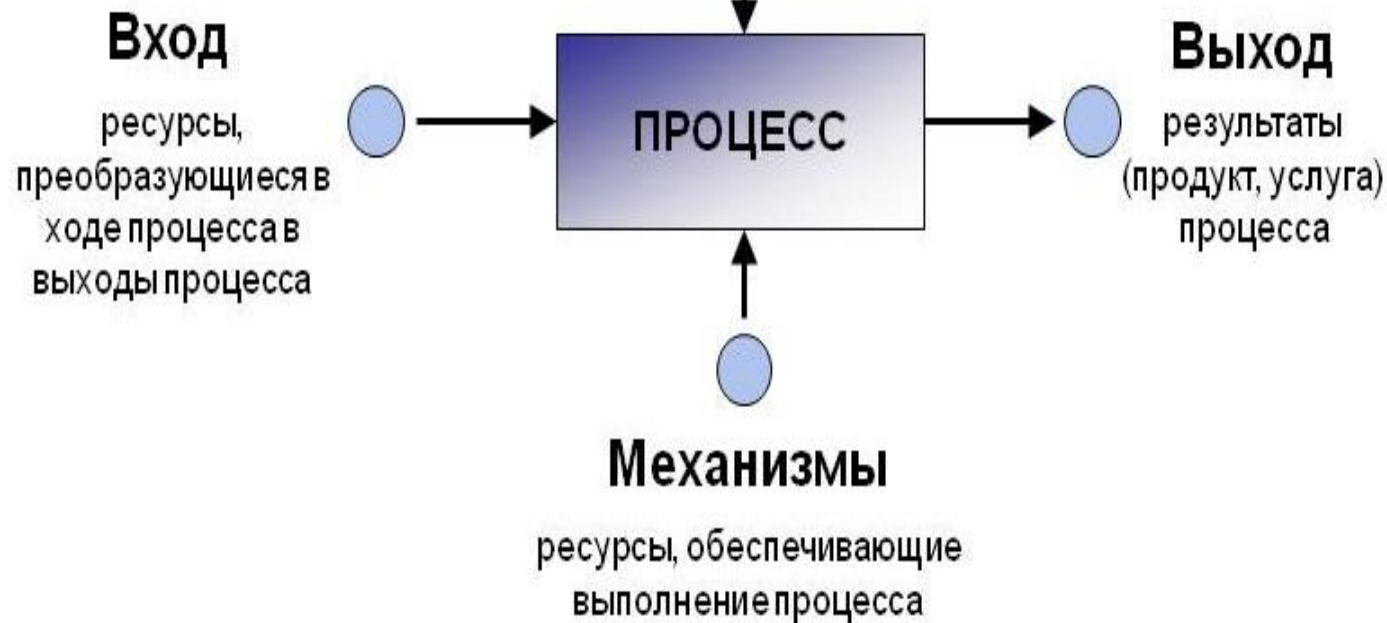 Вход
ресурсы,
преобразующиеся в
ходе процесса в
выходы процесса
ПРОЦЕСС
Выход
результаты
(продукт, услуга)
процесса
Механизмы
ресурсы, обеспечивающие
выполнение процесса